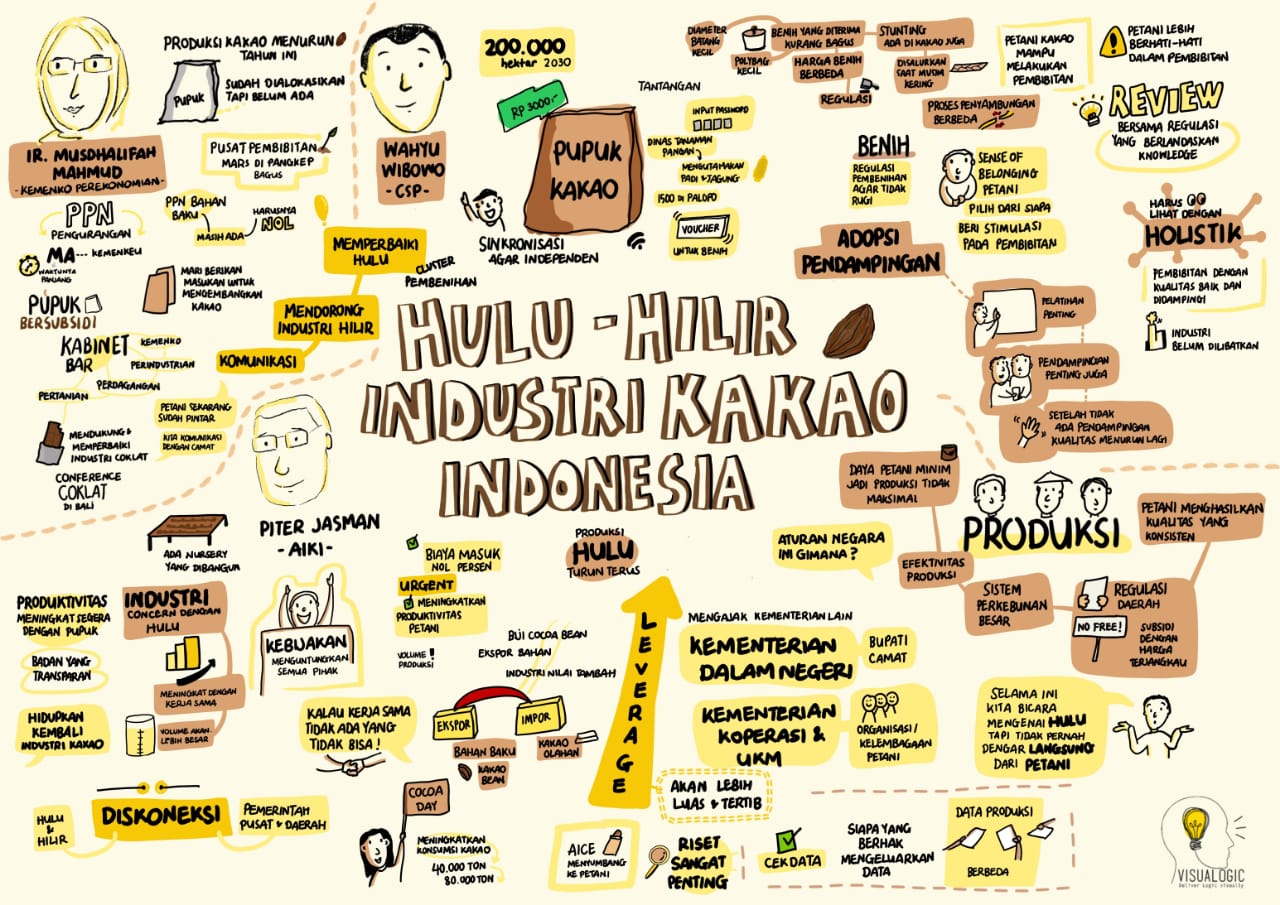 HULU - HILIR
INDUSTRI KAKAO
INDONESIA
IR. MUSDHALIFAH
MAHMUD
- KEMENKO PEREKONOMIAN -
PRODUKSI KAKAO MENURUN
TAHUN INI
PUPUK
SUDAH DIALOKASIKAN
TAPI BELUM ADA
PUSAT PEMBIBITAN
MARS DI PANGKEP
BAGUS
PPN
PENGURANGAN
PPN BAHAN
BAKU
MASIH ADA
HARUSNYA
NOL
MA --- KEMENKEU
WAKTUNYA
PANJANG
MARI BERIKAN
MASUKAN UNTUK
MENGEMBANGKAN
KAKAO
PUPUK
BERSUBSIDI
KABINET
BAR
KEMENKO
PERINDUSTRIAN
PERDAGANGAN
PERTANIAN
MENDUKUNG &
MEMPERBAIKI
INDUSTRI COKLAT
CONFERENCE
COKLAT
DI BALI
MEMPERBAIKI
HULU
MENDORONG
INDUSTRI HILIR
KOMUNIKASI
PETANI SEKARANG
SUDAH PINTAR
KITA KOMUNIKASI
DENGAN CAMAT
WAHYU
WIBOWO
- CSP -
200.000
hektar 2030
RP 3000,-
PUPUK
KAKAO
SINKRONISASI
AGAR INDEPENDEN
CLUSTER
PEMBENIHAN
TANTANGAN
INPUT PASSWORD
DINAS TANAMAN
PANGAN
MENGUTAMAKAN
PADI & JAGUNG
1500 DI PALOPO
VOUCHER
UNTUK BENIH
DIAMETER
BATANG
KECIL
POLYBAG
KECIL
BENIH YANG DITERIMA
KURANG BAGUS
HARGA BENIH
BERBEDA
REGULASI
STUNTING
ADA DI KAKAO JUGA
DISALURKAN
SAAT MUSIM
KERING
PROSES PENYAMBUNGAN
BERBEDA
PETANI KAKAO
MAMPU
MELAKUKAN
PEMBIBITAN
PETANI LEBIH
BERHATI-HATI
DALAM PEMBIBITAN
REVIEW
BERSAMA REGULASI
YANG BERLANDASKAN
KNOWLEDGE
BENIH
REGULASI
PEMBENIHAN
AGAR TIDAK
RUGI
SENSE OF
BELONGING
PETANI
PILIH DARI SIAPA
BERI STIMULASI
PADA PEMBIBITAN
HARUS
LIHAT DENGAN
HOLISTIK
PEMBIBITAN DENGAN
KUALITAS BAIK DAN
DIDAMPINGI
INDUSTRI
BELUM DILIBATKAN
ADOPSI
PENDAMPINGAN
PELATIHAN
PENTING
PENDAMPINGAN
PENTING JUGA
SETELAH TIDAK
ADA PENDAMPINGAN
KUALITAS MENURUN LAGI
PITER JASMAN
- AIKI -
ADA NURSERY
YANG DIBANGUN
PRODUKTIVITAS
MENINGKAT SEGERA
DENGAN PUPUK
BADAN YANG
TRANSPARAN
HIDUPKAN
KEMBALI
INDUSTRI KAKAO
INDUSTRI
CONCERN DENGAN
HULU
MENINGKAT DENGAN
KERJA SAMA
VOLUME AKAN
LEBIH BESAR
KEBIJAKAN
MENGUNTUNGKAN
SEMUA PIHAK
BIAYA MASUK
NOL PERSEN
URGENT
MENINGKATKAN
PRODUKTIVITAS
PETANI
VOLUME !
PRODUKSI
KALAU KERJA SAMA
TIDAK ADA YANG
TIDAK BISA !
BIJI COCOA BEAN
EKSPOR BAHAN
INDUSTRI NILAI TAMBAH
EKSPOR
IMPOR
BAHAN BAKU
KAKAO
BEAN
KAKAO
OLAHAN
HULU
&
HILIR
DISKONEKSI
PEMERINTAH
PUSAT & DAERAH
COCOA
DAY
MENINGKATKAN
KONSUMSI KAKAO
40.000 TON
80.000 TON
PRODUKSI
HULU
TURUN TERUS
LEVERAGE
MENGAJAK KEMENTERIAN LAIN
KEMENTERIAN
DALAM NEGERI
BUPATI
CAMAT
KEMENTERIAN
KOPERASI &
UKM
ORGANISASI /
KELEMBAGAAN
PETANI
AKAN LEBIH
LUAS & TERTIB
AICE
MENYUMBANG
KE PETANI
RISET
SANGAT
PENTING
CEK DATA
SIAPA YANG
BERHAK
MENGELUARKAN
DATA
DATA PRODUKSI
BERBEDA
DAYA PETANI MINIM
JADI PRODUKSI TIDAK
MAKSIMAL
ATURAN NEGARA
INI GIMANA ?
EFEKTIVITAS
PRODUKSI
PRODUKSI
PETANI MENGHASILKAN
KUALITAS YANG
KONSISTEN
SISTEM
PERKEBUNAN
BESAR
REGULASI
DAERAH
NO FREE!
SUBSIDI
DENGAN
HARGA
TERJANGKAU
SELAMA INI
KITA BICARA
MENGENAI HULU
TAPI TIDAK PERNAH
DENGAR LANGSUNG
DARI PETANI
VISUALOGIC
Deliver Logic visually